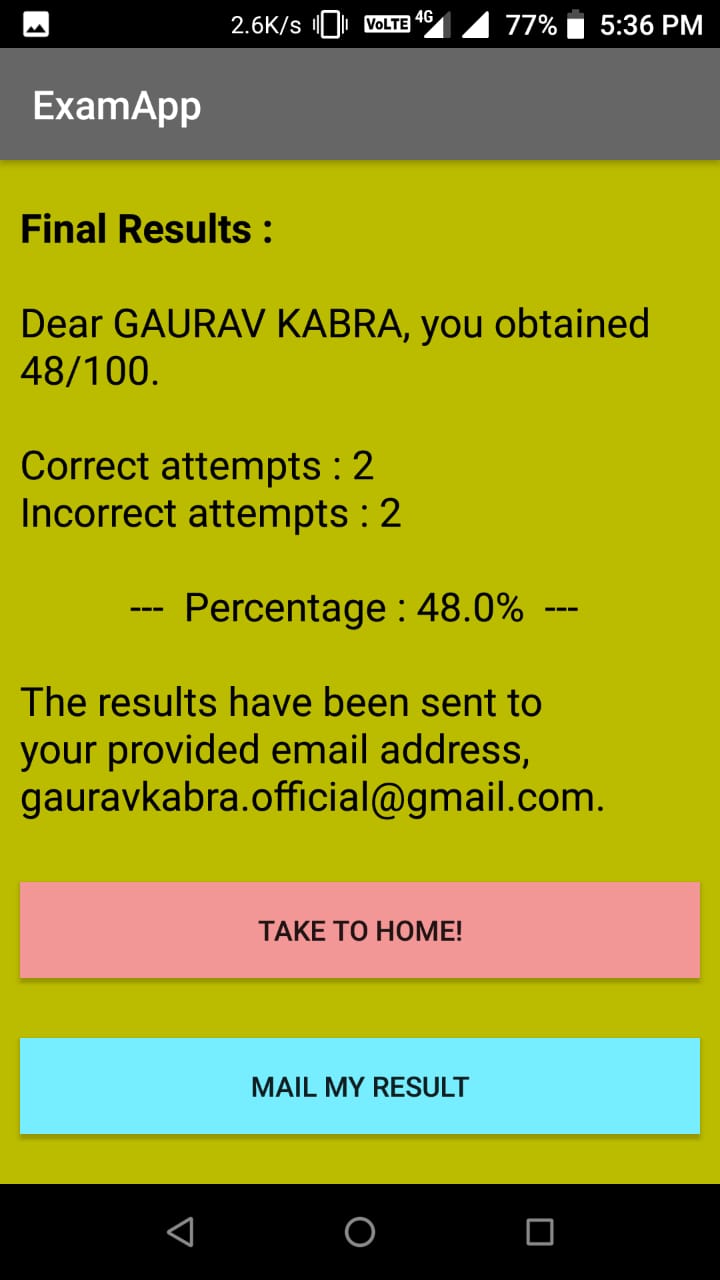 2.6K/s VoLTE 4G 77% 5:36 PM
ExamApp
Final Results :
Dear GAURAV KABRA, you obtained
48/100.
Correct attempts : 2
Incorrect attempts : 2
--- Percentage : 48.0% ---
The results have been sent to
your provided email address,
gauravkabra.official@gmail.com.
TAKE TO HOME!
MAIL MY RESULT